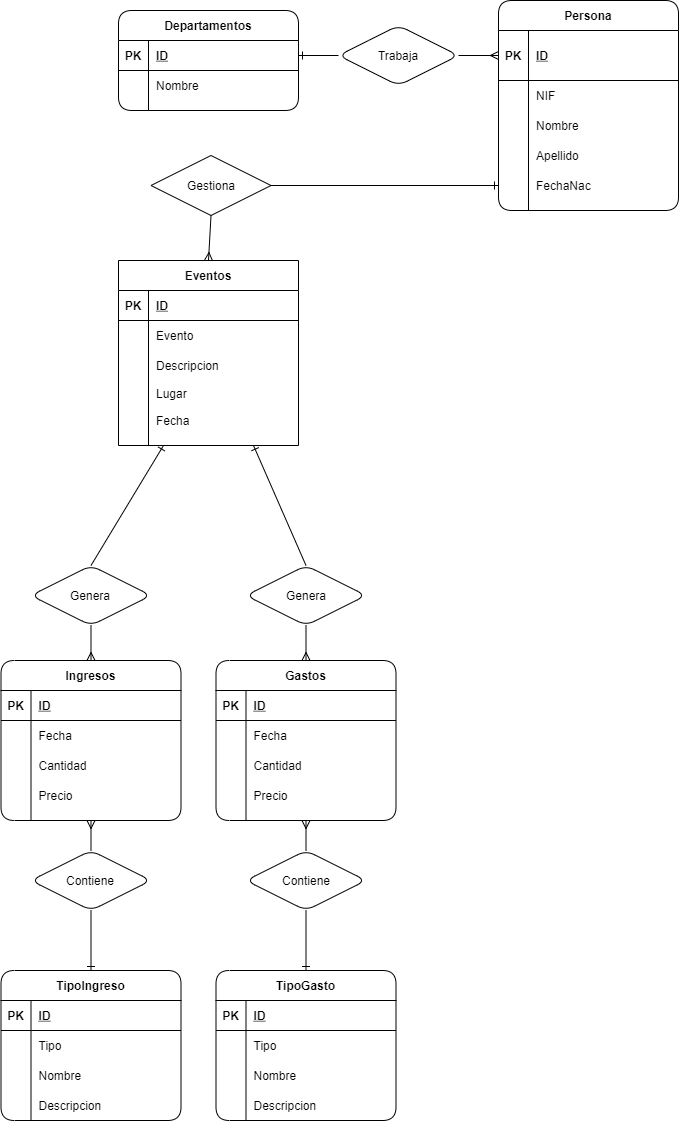 Departamentos
PK ID
Nombre
Trabaja
Persona
PK ID
NIF
Nombre
Apellido
FechaNac
Gestiona
Eventos
PK ID
Evento
Descripcion
Lugar
Fecha
Genera
Genera
Ingresos
PK ID
Fecha
Cantidad
Precio
Gastos
PK ID
Fecha
Cantidad
Precio
Contiene
Contiene
TipoIngreso
PK ID
Tipo
Nombre
Descripcion
TipoGasto
PK ID
Tipo
Nombre
Descripcion